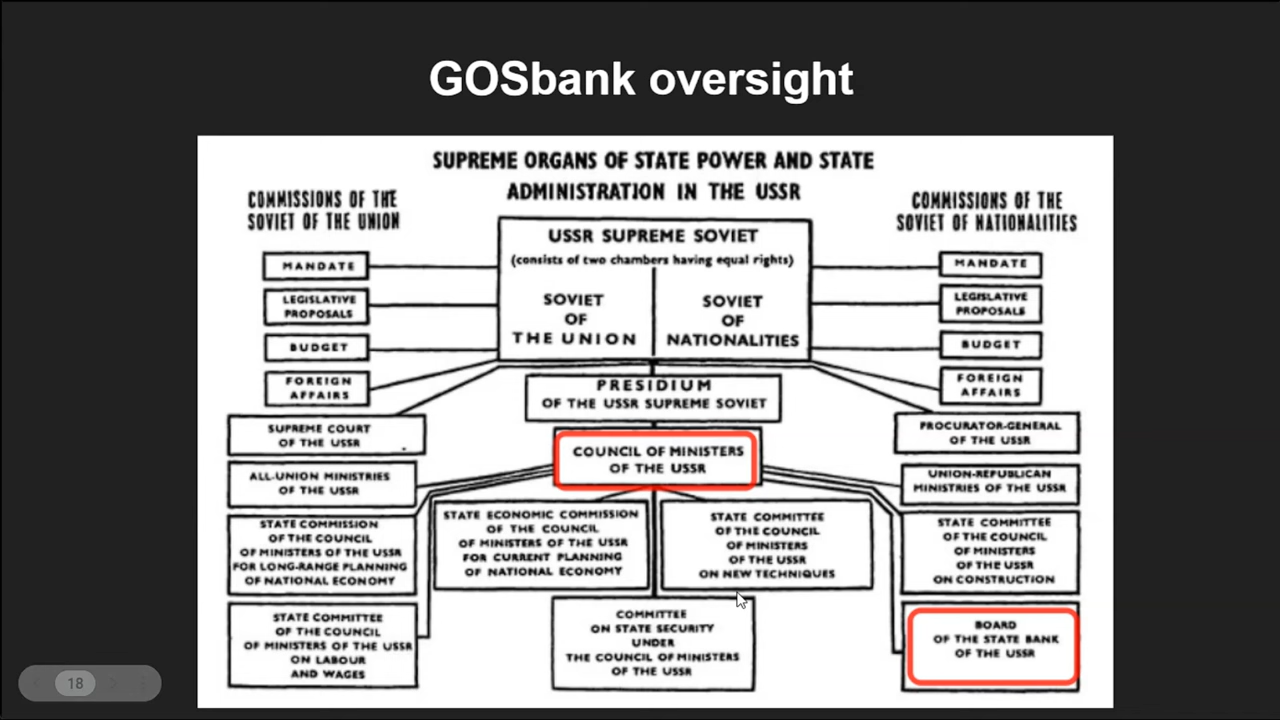 GOSbank oversight
SUPREME ORGANS OF STATE POWER AND STATE
ADMINISTRATION IN THE USSR
COMMISSIONS OF THE
SOVIET OF THE UNION
MANDATE
LEGISLATIVE
PROPOSALS
BUDGET
FOREIGN
AFFAIRS
USSR SUPREME SOVIET
(consists of two chambers having equal rights)
SOVIET
OF
THE UNION
SOVIET
OF
NATIONALITIES
COMMISSIONS OF THE
SOVIET OF NATIONALITIES
MANDATE
LEGISLATIVE
PROPOSALS
BUDGET
FOREIGN
AFFAIRS
PRESIDIUM
OF THE USSR SUPREME SOVIET
SUPREME COURT
OF THE USSR
COUNCIL OF MINISTERS
OF THE USSR
PROCURATOR-GENERAL
OF THE USSR
ALL-UNION MINISTRIES
OF THE USSR
UNION-REPUBLICAN
MINISTRIES OF THE USSR
STATE COMMISSION
OF THE COUNCIL
OF MINISTERS OF THE USSR
FOR LONG-RANGE PLANNING
OF NATIONAL ECONOMY
STATE ECONOMIC COMMISSION
OF THE COUNCIL
OF MINISTERS OF THE USSR
FOR CURRENT PLANNING
OF NATIONAL ECONOMY
STATE COMMITTEE
OF THE COUNCIL
OF MINISTERS
OF THE USSR
ON NEW TECHNIQUES
STATE COMMITTEE
OF THE COUNCIL
OF MINISTERS
OF THE USSR
ON CONSTRUCTION
STATE COMMITTEE
OF THE COUNCIL
OF MINISTERS OF THE USSR
ON LABOUR
AND WAGES
COMMITTEE
ON STATE SECURITY
UNDER
THE COUNCIL OF MINISTERS
OF THE USSR
BOARD
OF THE STATE BANK
OF THE USSR
18